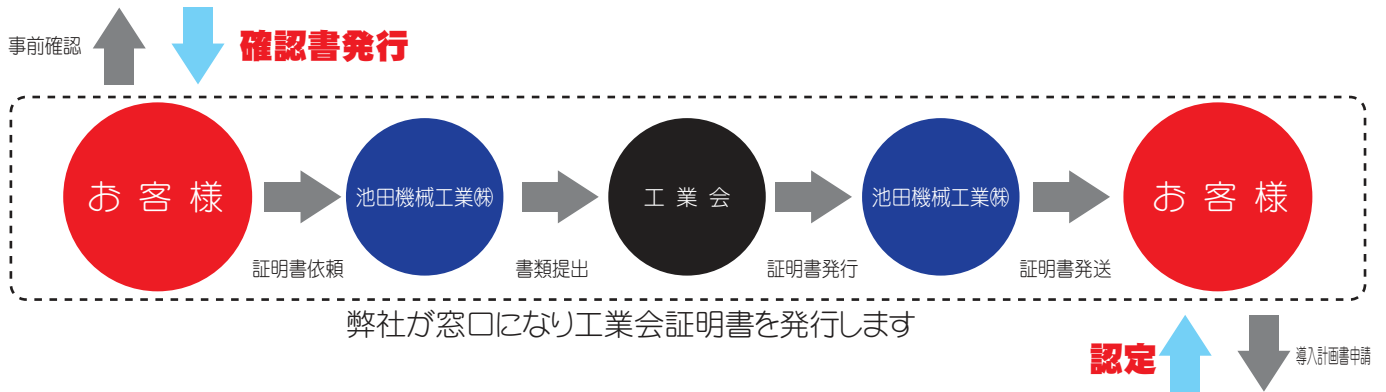 事前確認
確認書発行
お客様
池田機械工業㈱
工業会
池田機械工業㈱
お客様
証明書依頼
書類提出
証明書発行
証明書発送
弊社が窓口になり工業会証明書を発行します
認定
導入計画書申請